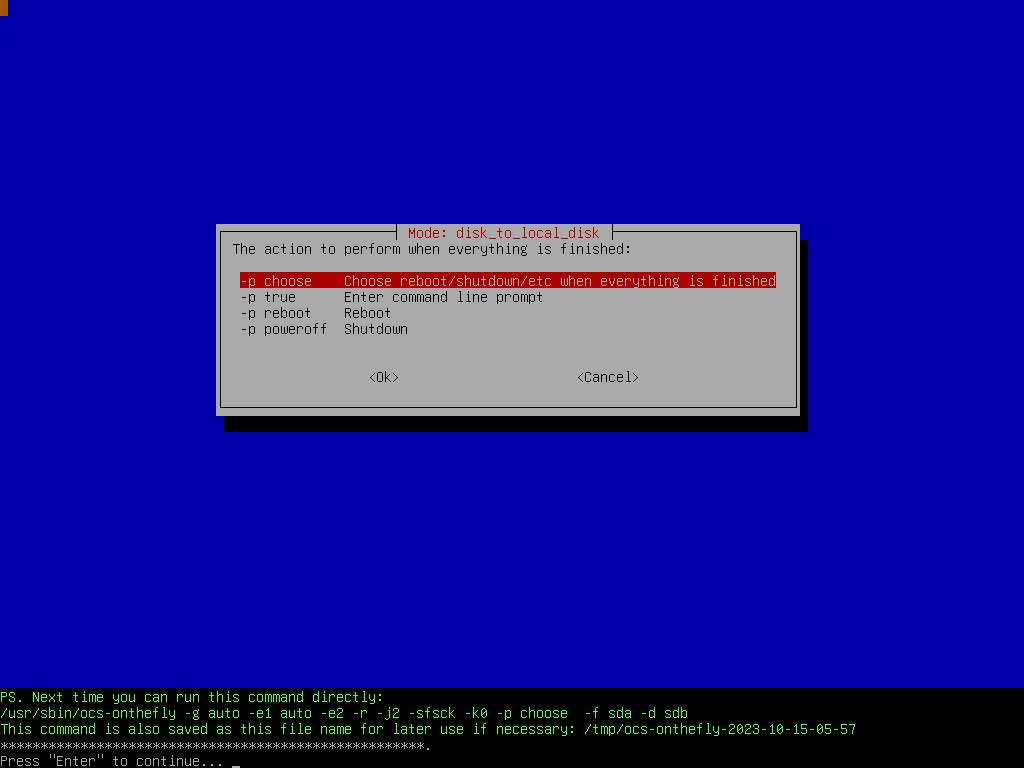 Mode: disk_to_local_disk
The action to perform when everything is finished:
-p choose    Choose reboot/shutdown/etc when everything is finished
-p true      Enter command line prompt
-p reboot    Reboot
-p poweroff  Shutdown
<Ok>                      <Cancel>
PS. Next time you can run this command directly:
/usr/sbin/ocs-onthefly -g auto -e1 auto -e2 -r -j2 -sfsck -k0 -p choose  -f sda -d sdb
This command is also saved as this file name for later use if necessary: /tmp/ocs-onthefly-2023-10-15-05-57
*****************************************************.
Press "Enter" to continue... _